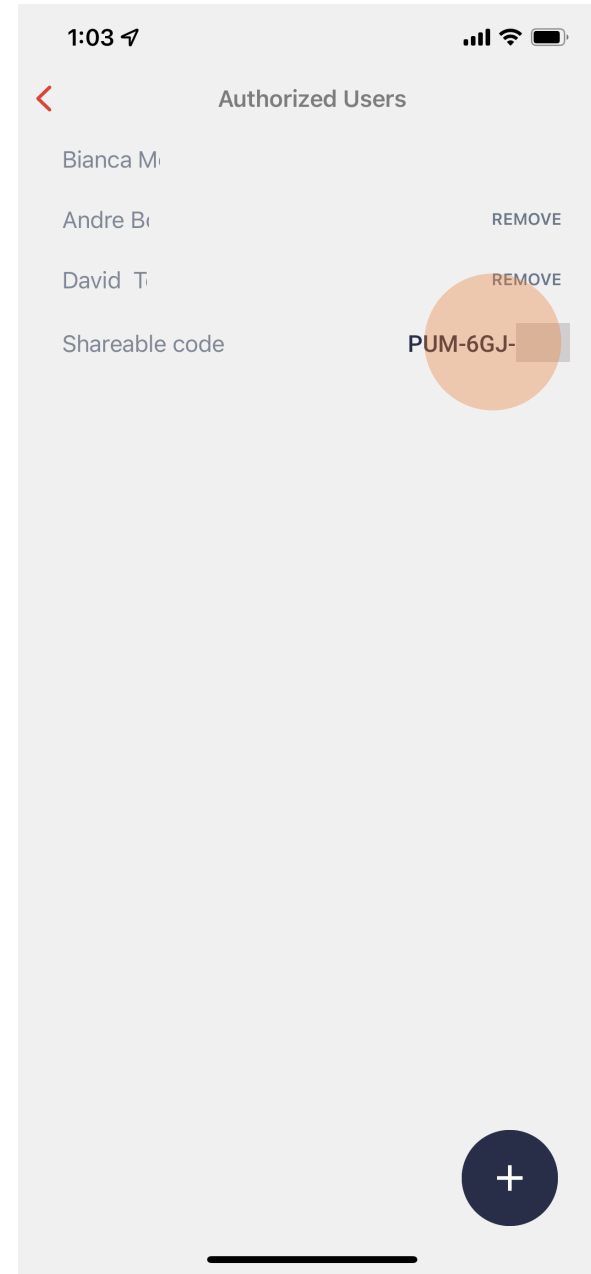 1:03
Authorized Users
Bianca M
Andre B
David T
REMOVE
REMOVE
Shareable code PUM-6GJ-